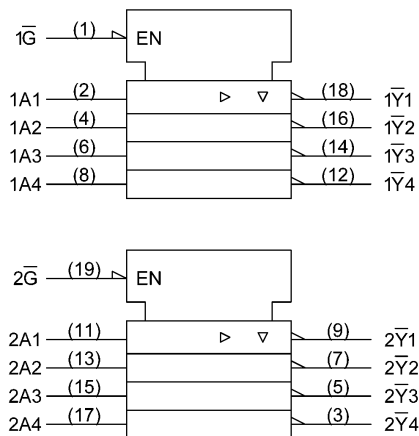 1G̅ (1) EN
1A1 (2) (18) 1Y̅1
1A2 (4) (16) 1Y̅2
1A3 (6) (14) 1Y̅3
1A4 (8) (12) 1Y̅4
2G̅ (19) EN
2A1 (11) (9) 2Y̅1
2A2 (13) (7) 2Y̅2
2A3 (15) (5) 2Y̅3
2A4 (17) (3) 2Y̅4